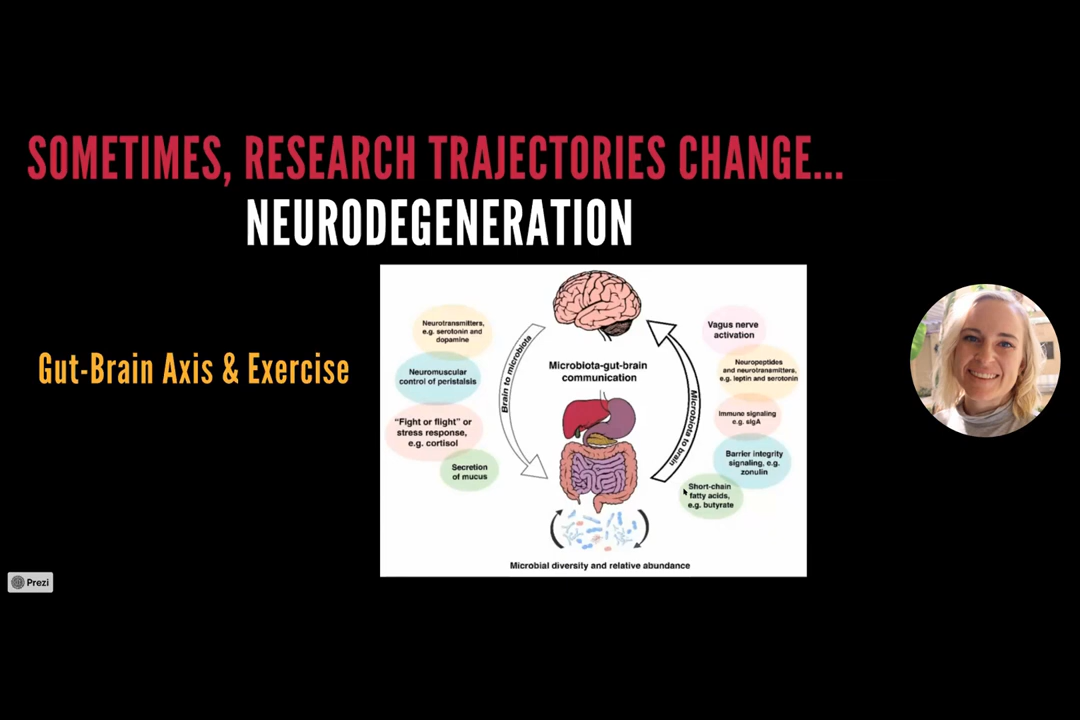 SOMETIMES, RESEARCH TRAJECTORIES CHANGE...
NEURODEGENERATION
Gut-Brain Axis & Exercise
Neurotransmitters,
e.g. serotonin and
dopamine
Neuromuscular
control of peristalsis
"Fight or flight" or
stress response,
e.g. cortisol
Secretion
of mucus
Brain to microbiota
Microbiota-gut-brain
communication
Microbiota to brain
Vagus nerve
activation
Neuropeptides
and neurotransmitters,
e.g. leptin and serotonin
Immuno signaling
e.g. sIgA
Barrier integrity
signaling, e.g.
zonulin
Short-chain
fatty acids,
e.g. butyrate
Microbial diversity and relative abundance
Prezi